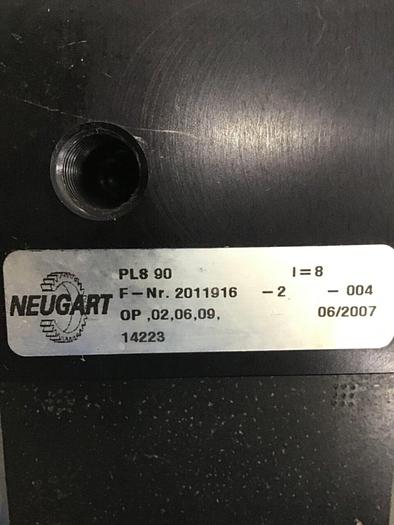 NEUGART
PL8 90 I=8
F-Nr. 2011916 -2 - 004
OP ,02,06,09, 06/2007
14223